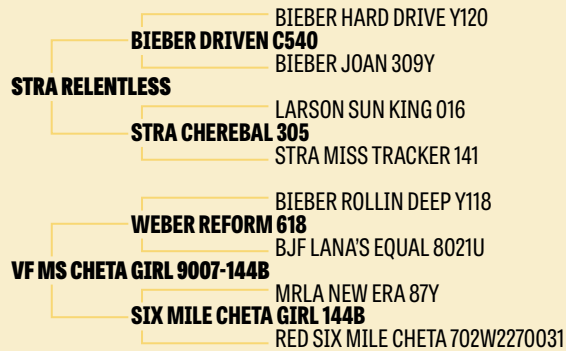 BIEBER HARD DRIVE Y120
BIEBER DRIVEN C540
BIEBER JOAN 309Y
STRA RELENTLESS
LARSON SUN KING 016
STRA CHEREBAL 305
STRA MISS TRACKER 141
BIEBER ROLLIN DEEP Y118
WEBER REFORM 618
BJF LANA'S EQUAL 8021U
VF MS CHETA GIRL 9007-144B
MRLA NEW ERA 87Y
SIX MILE CHETA GIRL 144B
RED SIX MILE CHETA 702W2270031